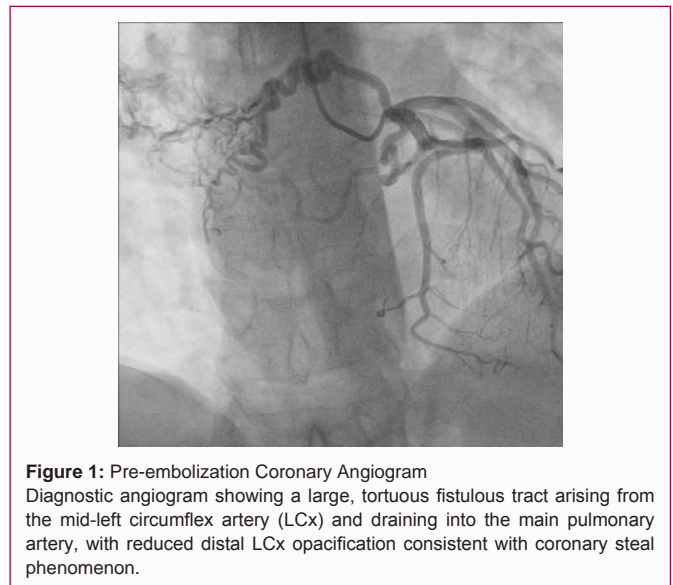 Figure 1: Pre-embolization Coronary Angiogram
Diagnostic angiogram showing a large, tortuous fistulous tract arising from
the mid-left circumflex artery (LCx) and draining into the main pulmonary
artery, with reduced distal LCx opacification consistent with coronary steal
phenomenon.